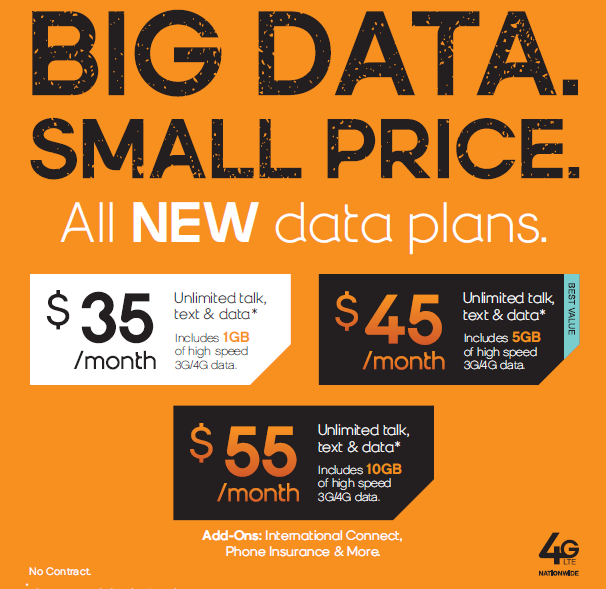 BIG DATA.
SMALL PRICE.
All NEW data plans.
$35
/month
Unlimited talk,
text & data*
Includes 1GB
of high speed
3G/4G data.
$45
/month
Unlimited talk,
text & data*
Includes 5GB
of high speed
3G/4G data.
BEST VALUE
$55
/month
Unlimited talk,
text & data*
Includes 10GB
of high speed
3G/4G data.
Add-Ons: International Connect,
Phone Insurance & More.
4G
LTE
NATIONWIDE
No Contract.